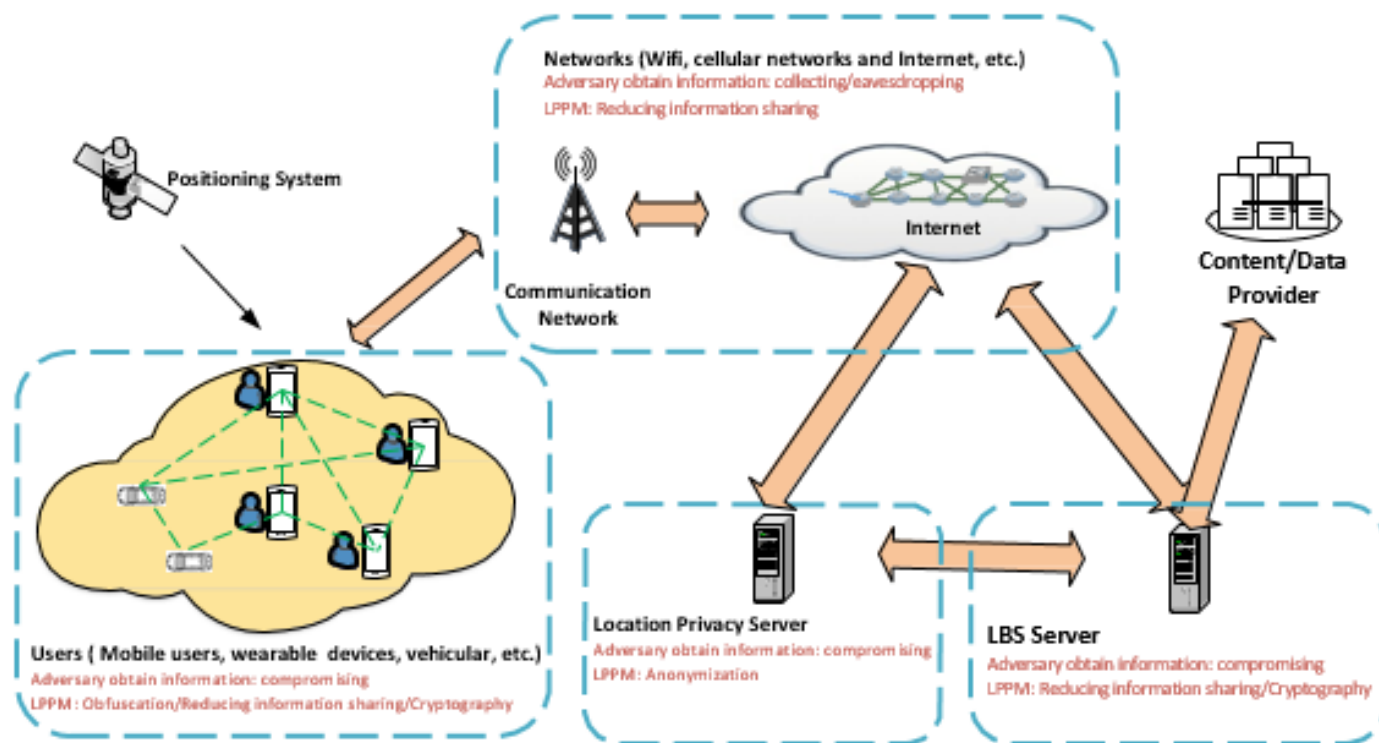 Networks (Wifi, cellular networks and Internet, etc.)
Adversary obtain information: collecting/eavesdropping
LPPM: Reducing information sharing
Positioning System
Internet
Communication
Network
Content/Data
Provider
Users ( Mobile users, wearable devices, vehicular, etc.)
Adversary obtain information: compromising
LPPM : Obfuscation/Reducing information sharing/Cryptography
Location Privacy Server
Adversary obtain information: compromising
LPPM: Anonymization
LBS Server
Adversary obtain information: compromising
LPPM: Reducing information sharing/Cryptography